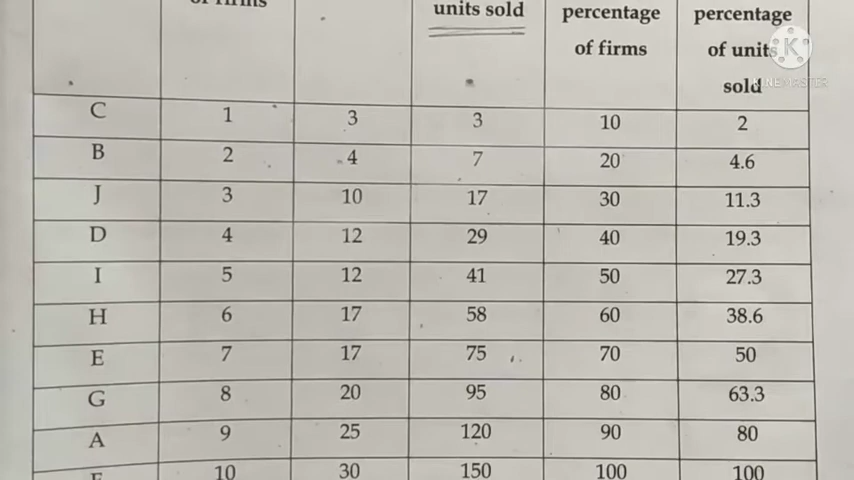 of firms
units sold
percentage
of firms
percentage
of units
sold
K
KINEMASTER
C 1 3 3 10 2
B 2 4 7 20 4.6
J 3 10 17 30 11.3
D 4 12 29 40 19.3
I 5 12 41 50 27.3
H 6 17 58 60 38.6
E 7 17 75 70 50
G 8 20 95 80 63.3
A 9 25 120 90 80
F 10 30 150 100 100